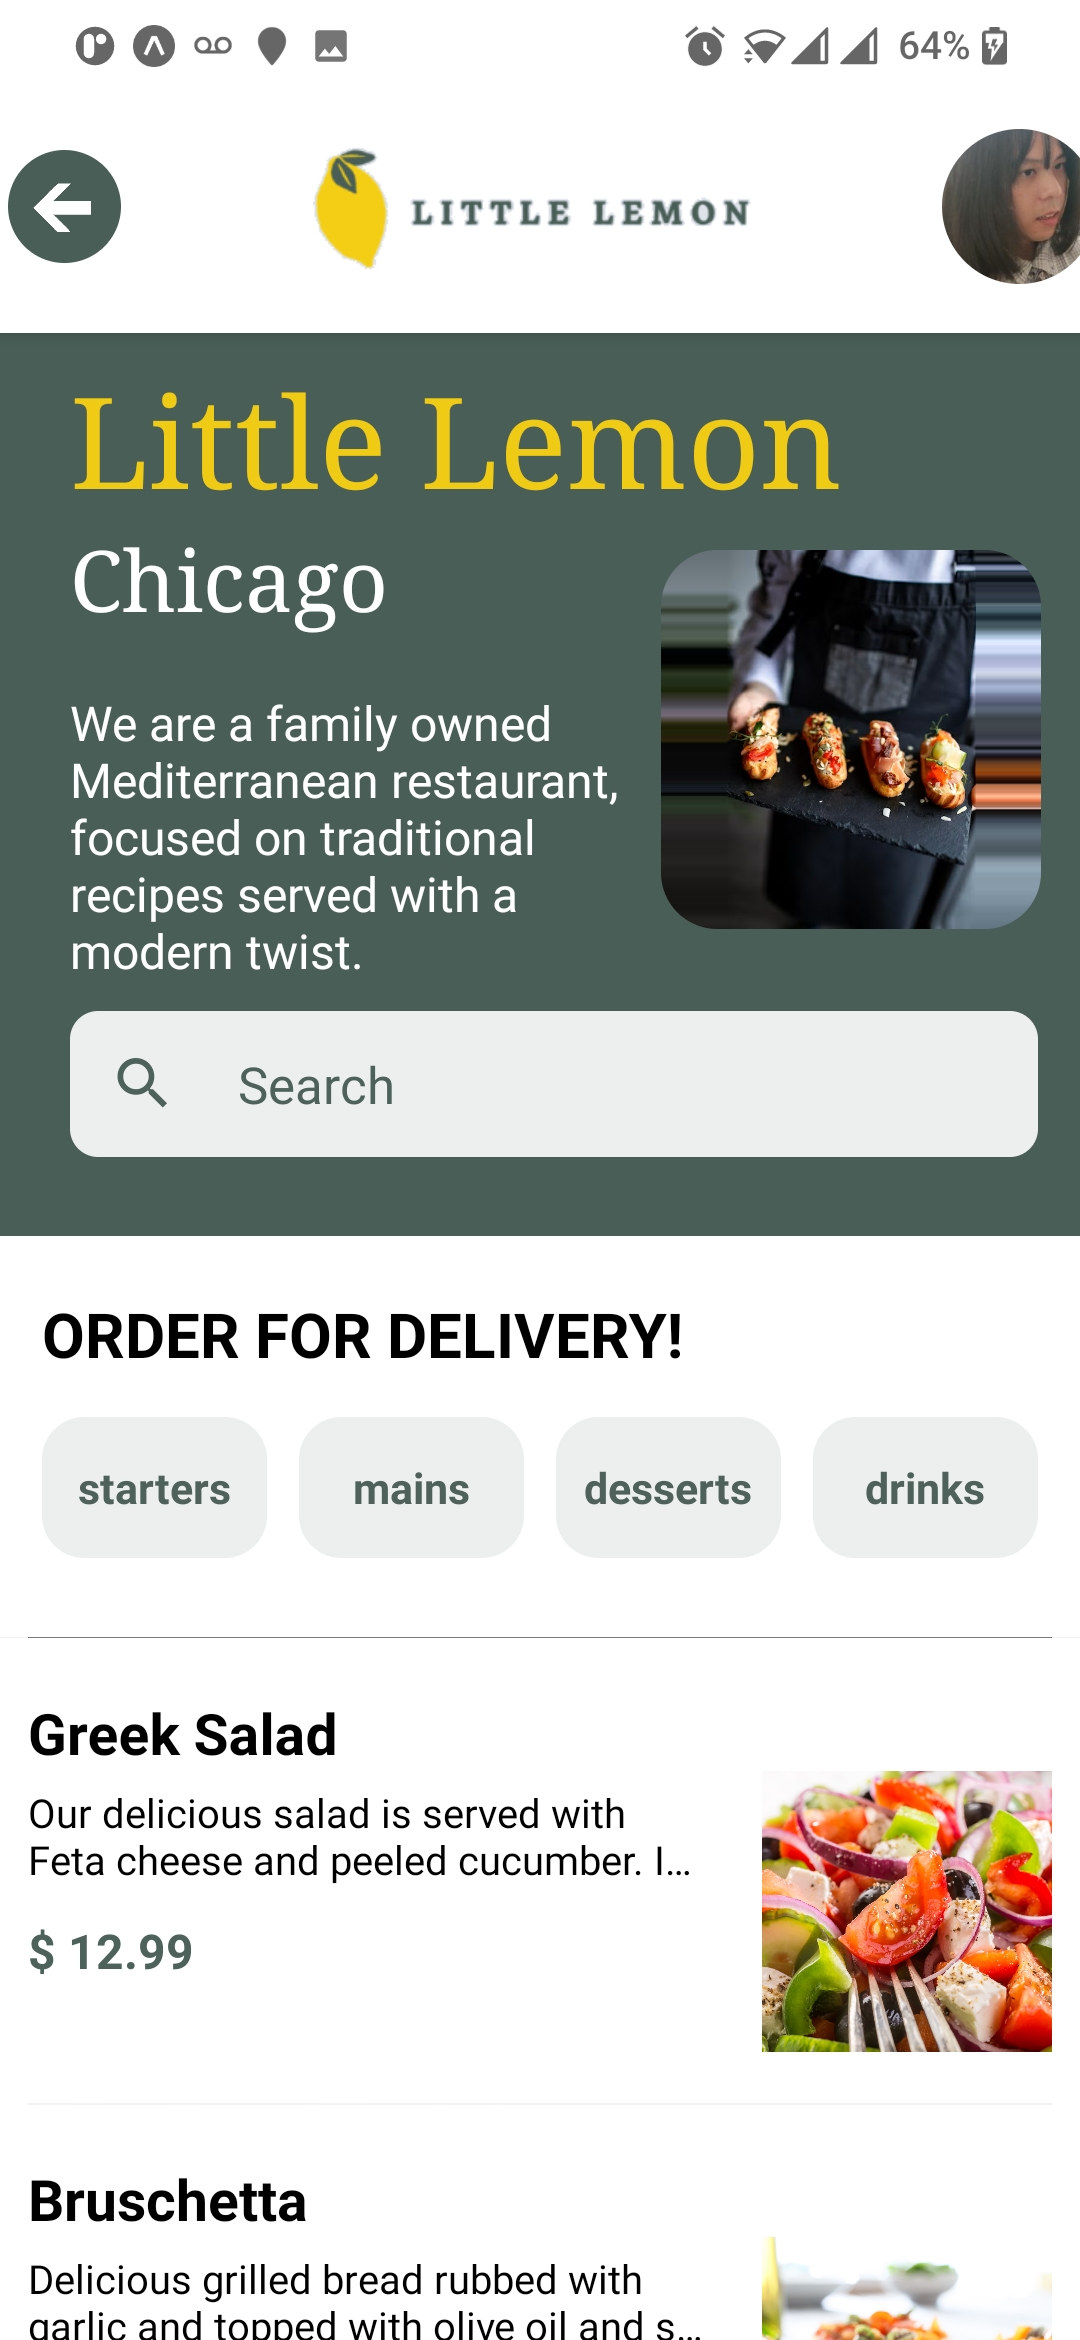 64%
LITTLE LEMON
Little Lemon
Chicago
We are a family owned
Mediterranean restaurant,
focused on traditional
recipes served with a
modern twist.
Search
ORDER FOR DELIVERY!
starters mains desserts drinks
Greek Salad
Our delicious salad is served with
Feta cheese and peeled cucumber. I...
$ 12.99
Bruschetta
Delicious grilled bread rubbed with
garlic and topped with olive oil and s...